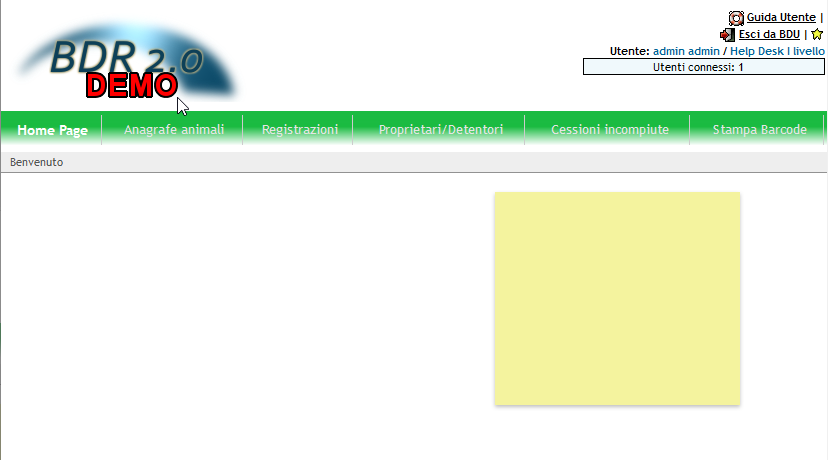 Guida Utente |
Esci da BDU |
Utente: admin admin / Help Desk I livello
Utenti connessi: 1
BDR 2.0
DEMO
Home Page Anagrafe animali Registrazioni Proprietari/Detentori Cessioni incompiute Stampa Barcode
Benvenuto